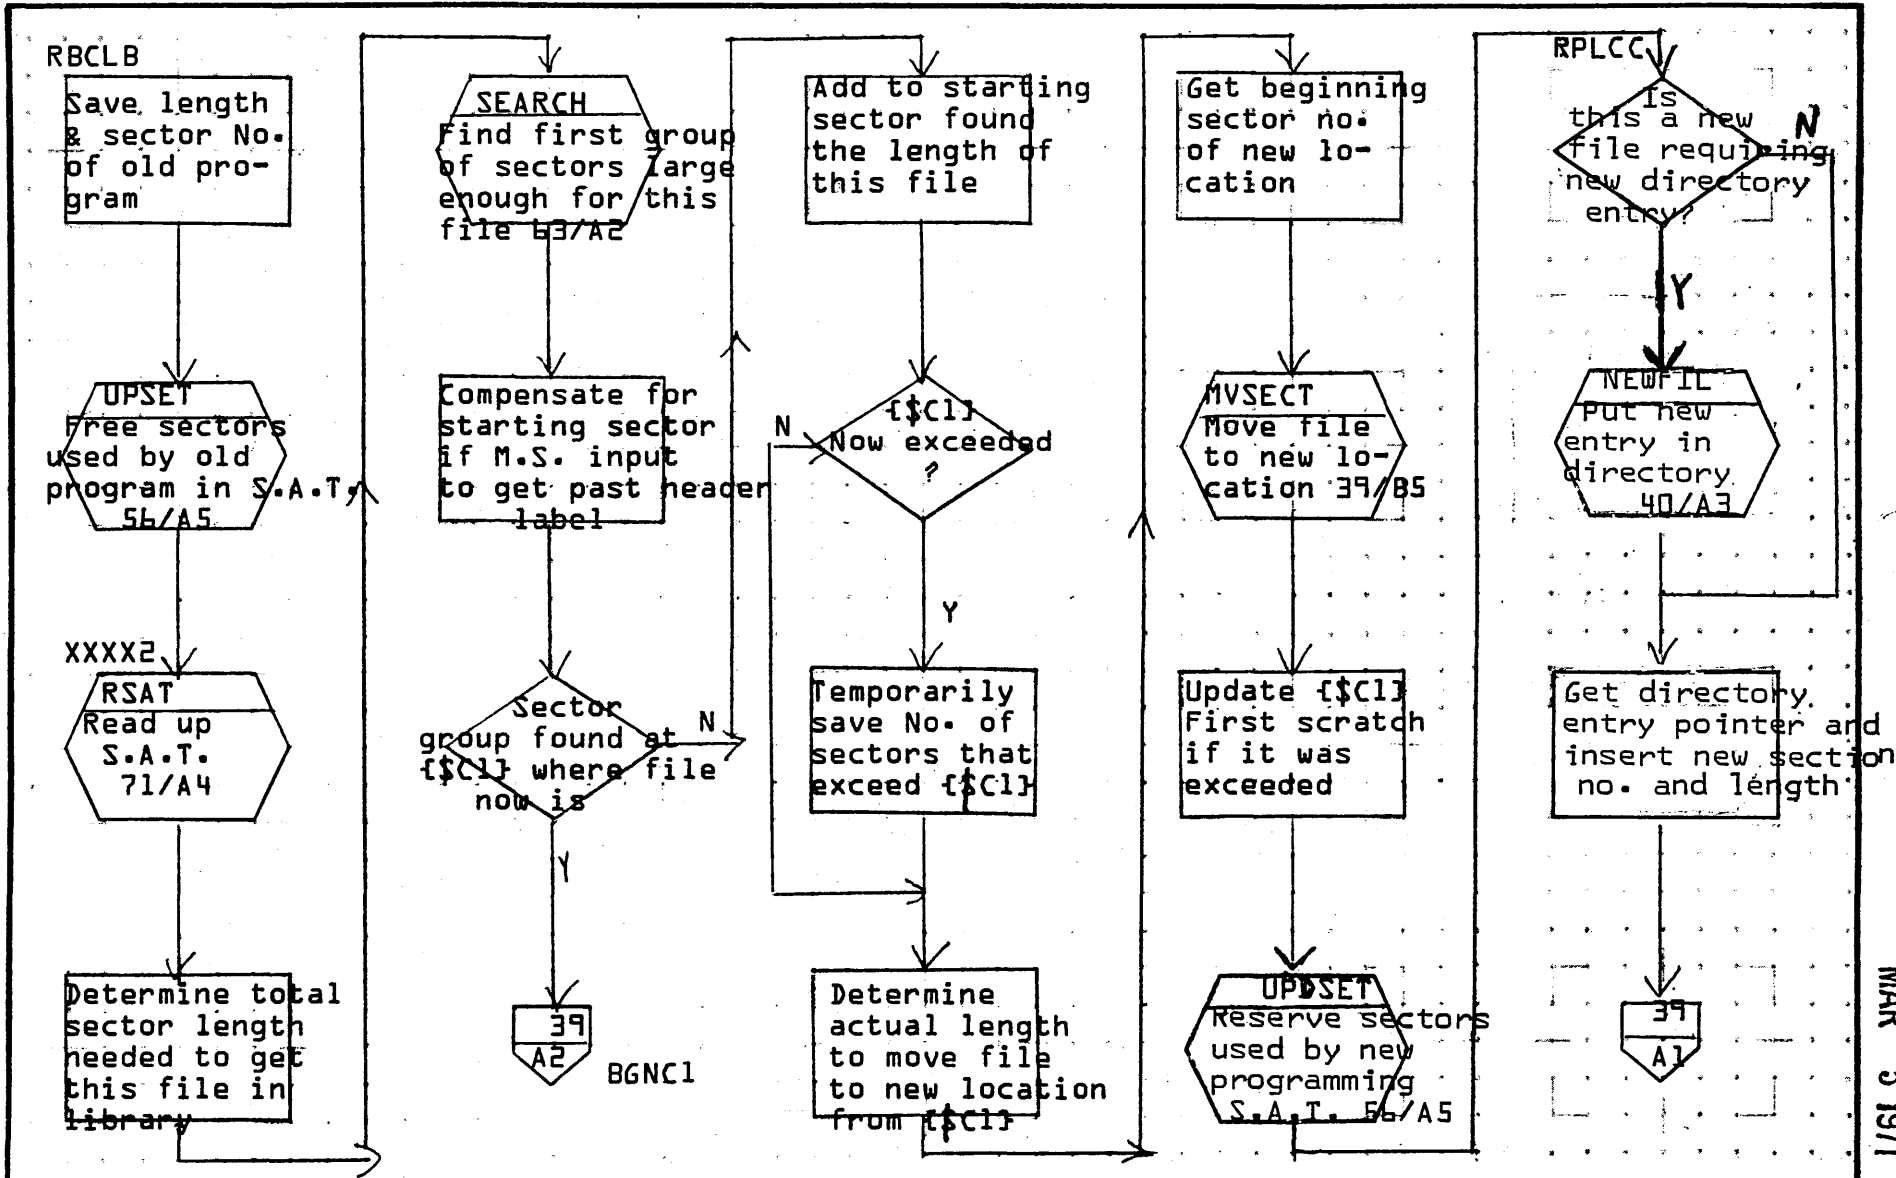 RBCLB
Save length
& sector No.
of old pro-
gram
UPSET
Free sectors
used by old
program in S.A.T.
56/A5
XXXX2
RSAT
Read up
S.A.T.
71/A4
Determine total
sector length
needed to get
this file in
library
SEARCH
Find first group
of sectors large
enough for this
file 63/A2
Compensate for
starting sector
if M.S. input
to get past header
label
Sector
group found at
{$C1} where file
now is
N
Y
39
A2
BGNC1
Add to starting
sector found
the length of
this file
{$C1}
Now exceeded
?
N
Y
Temporarily
save No. of
sectors that
exceed {$C1}
Determine
actual length
to move file
to new location
from {$C1}
Get beginning
sector no.
of new lo-
cation
MVSECT
Move file
to new lo-
cation 39/B5
Update {$C1}
First scratch
if it was
exceeded
UPDSET
Reserve sectors
used by new
programming
S.A.T. 56/A5
RPLCC
Is
this a new
file requiring
new directory
entry?
N
Y
NEWFIL
Put new
entry in
directory
40/A3
Get directory
entry pointer and
insert new section
no. and length
39
A1
MAR 5 1971